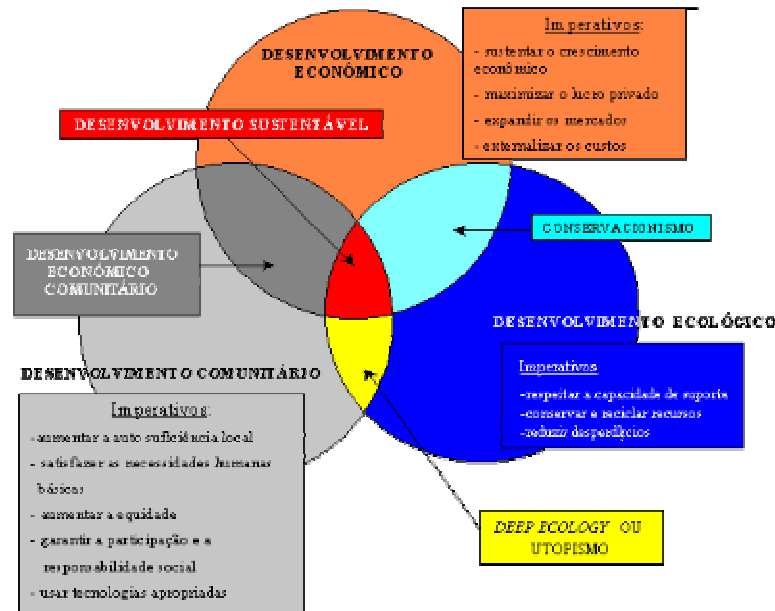 DESENVOLVIMENTO
ECONÓMICO
Imperativos:
- sustentar o crescimento
económico
- maximizar o lucro privado
- expandir os mercados
- externalizar os custos
DESENVOLVIMENTO SUSTENTÁVEL
CONSERVACIONISMO
DESENVOLVIMENTO
ECONÓMICO
COMUNITÁRIO
DESENVOLVIMENTO ECOLÓGICO
Imperativos
-respeitar a capacidade de suporte
-conservar e reciclar recursos
-reduzir desperdícios
DESENVOLVIMENTO COMUNITÁRIO
Imperativos:
-aumentar a auto suficiência local
- satisfazer as necessidades humanas
básicas
- aumentar a equidade
- garantir a participação e a
responsabilidade social
- usar tecnologias apropriadas
DEEP ECOLOGY OU
UTOPISMO